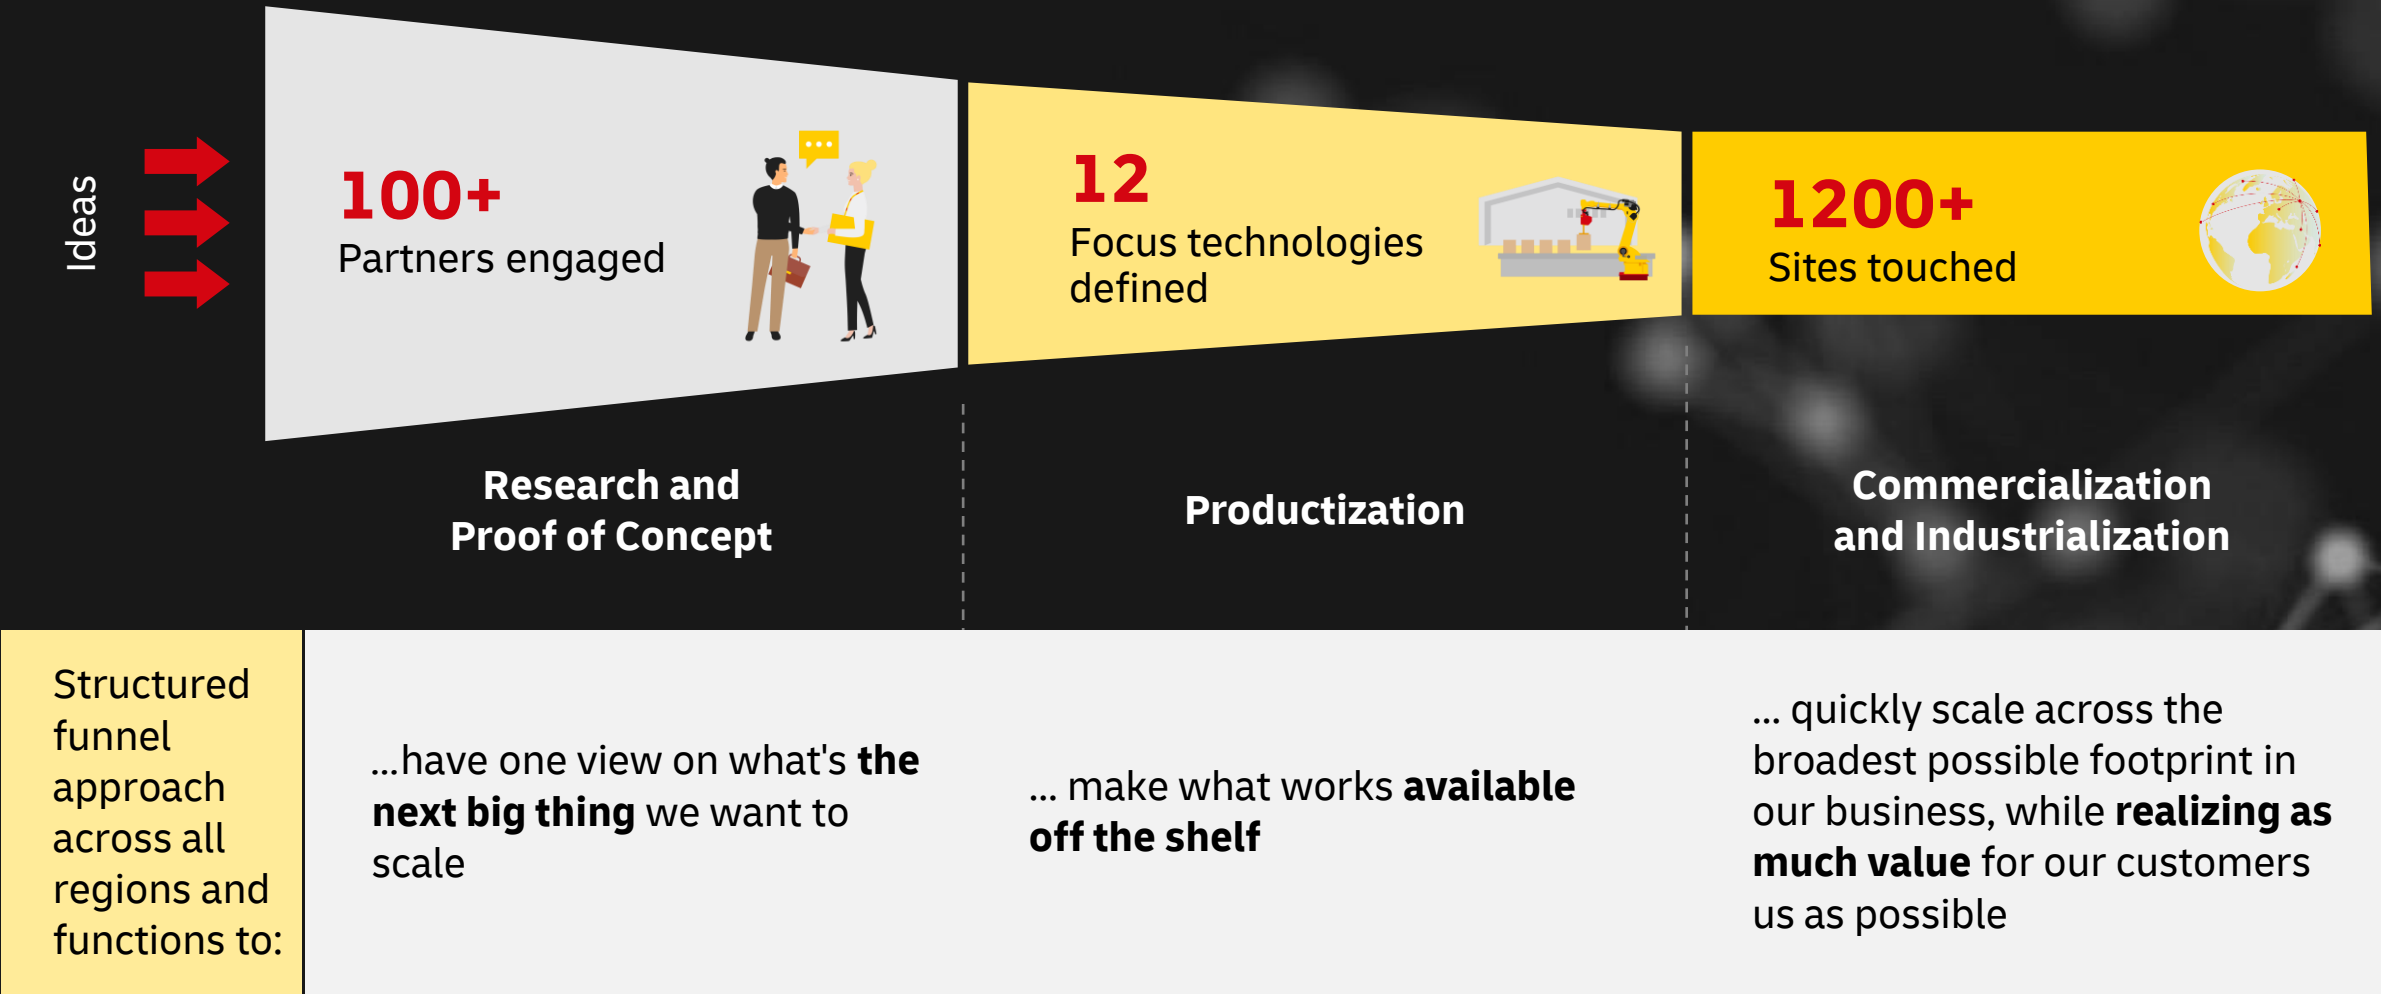 Ideas
100+
Partners engaged
12
Focus technologies
defined
1200+
Sites touched
Research and
Proof of Concept
Productization
Commercialization
and Industrialization
Structured
funnel
approach
across all
regions and
functions to:
...have one view on what's the
next big thing we want to
scale
... make what works available
off the shelf
... quickly scale across the
broadest possible footprint in
our business, while realizing as
much value for our customers
us as possible